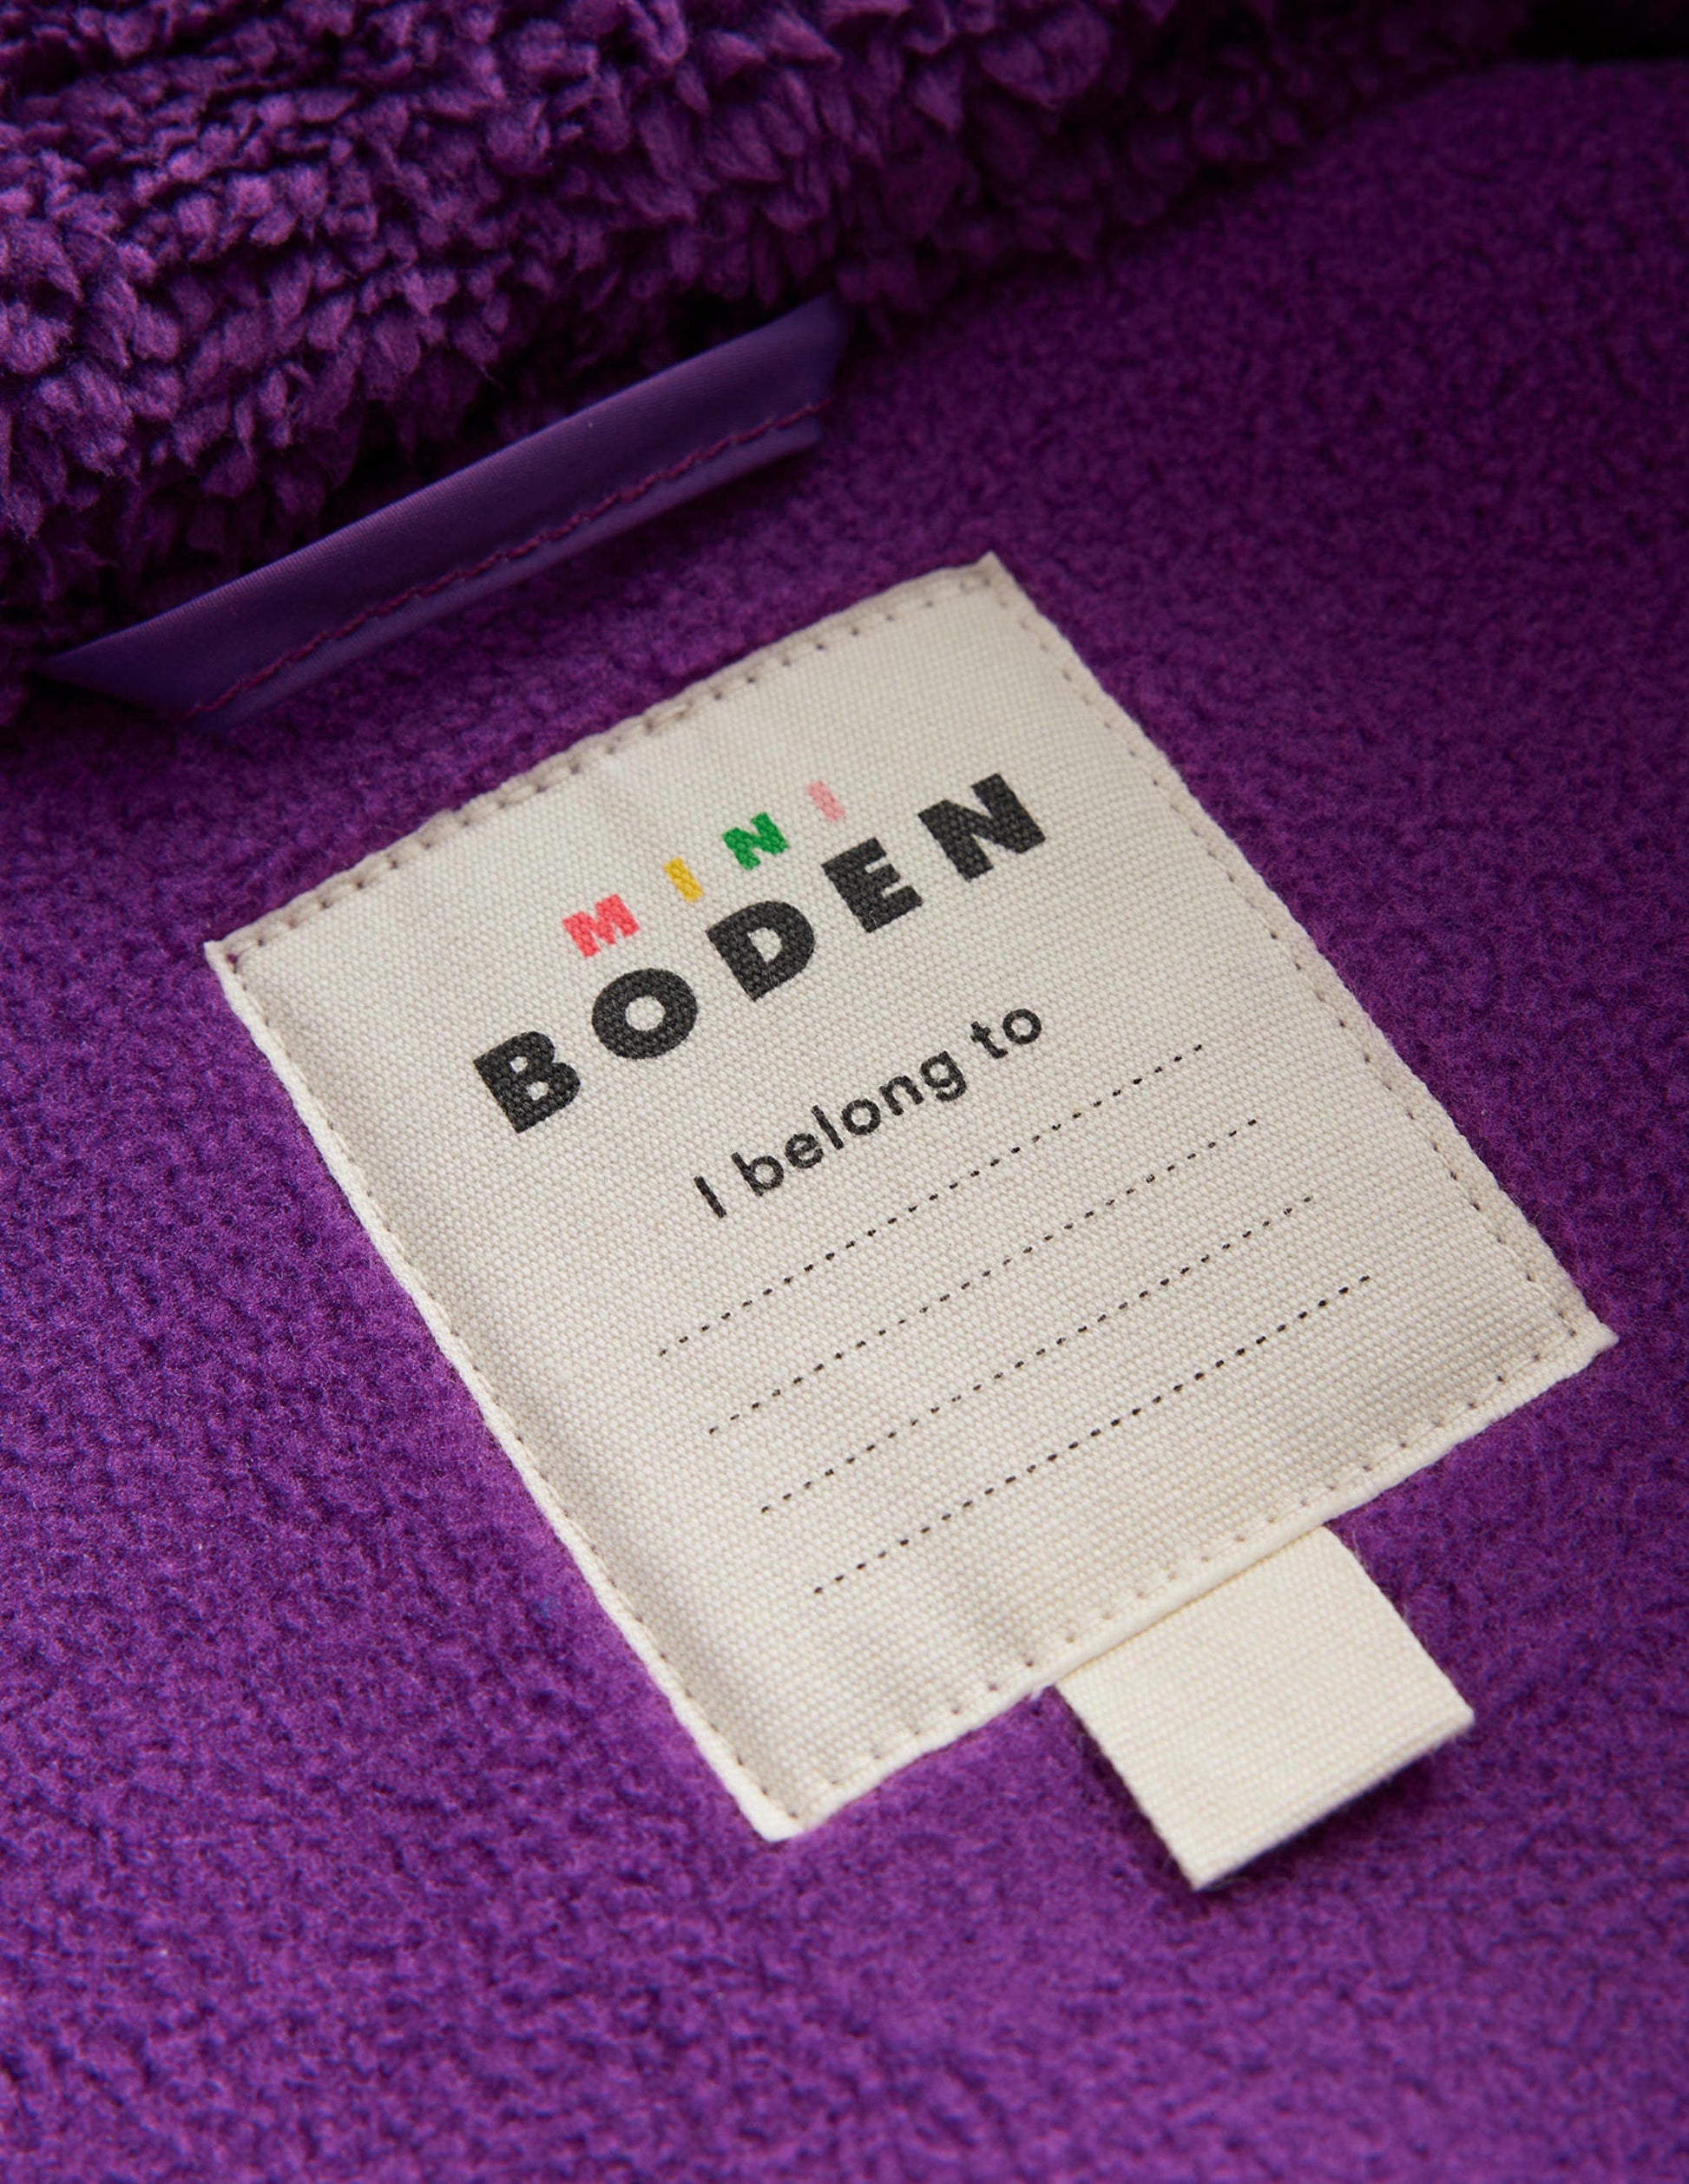 MINI
BODEN
I belong to